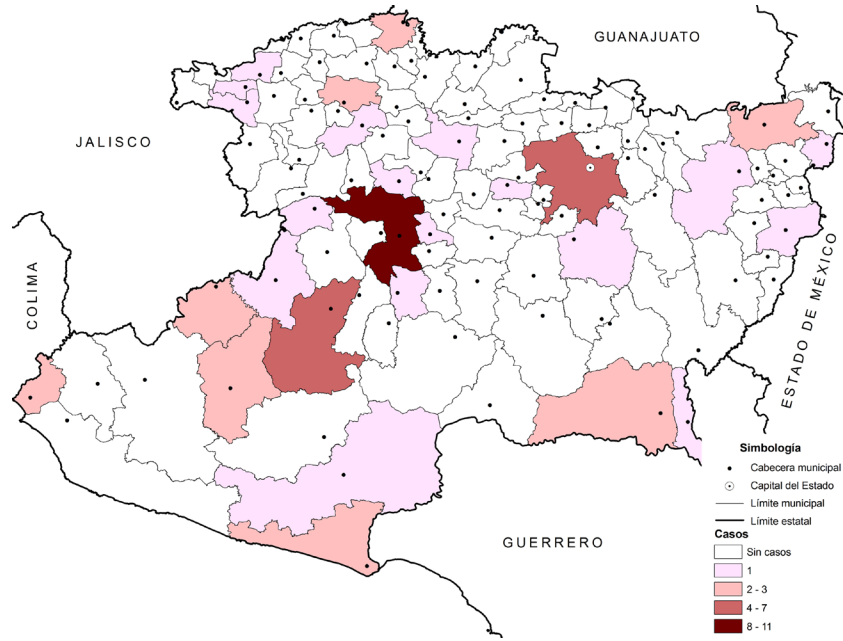 GUANAJUATO
JALISCO
COLIMA
ESTADO DE MÉXICO
GUERRERO
Simbología
Cabecera municipal
Capital del Estado
Límite municipal
Límite estatal
Casos
Sin casos
1
2 - 3
4 - 7
8 - 11